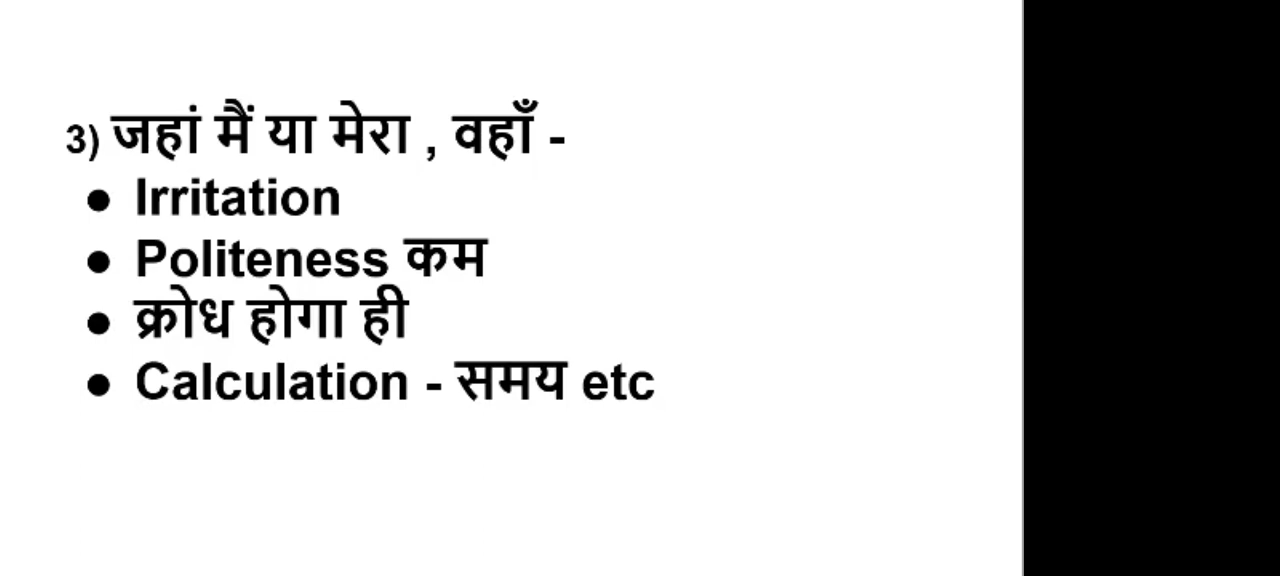 3) जहां मैं या मेरा , वहाँ -
● Irritation
● Politeness कम
● क्रोध होगा ही
● Calculation - समय etc